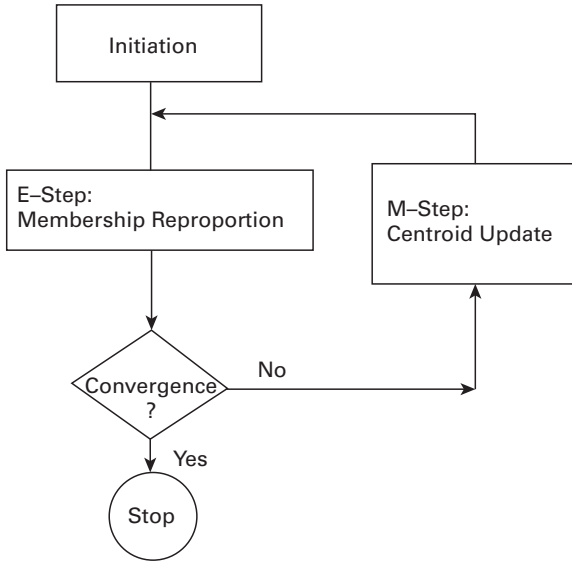 Initiation
E–Step:
Membership Reproportion
M–Step:
Centroid Update
Convergence
?
No
Yes
Stop